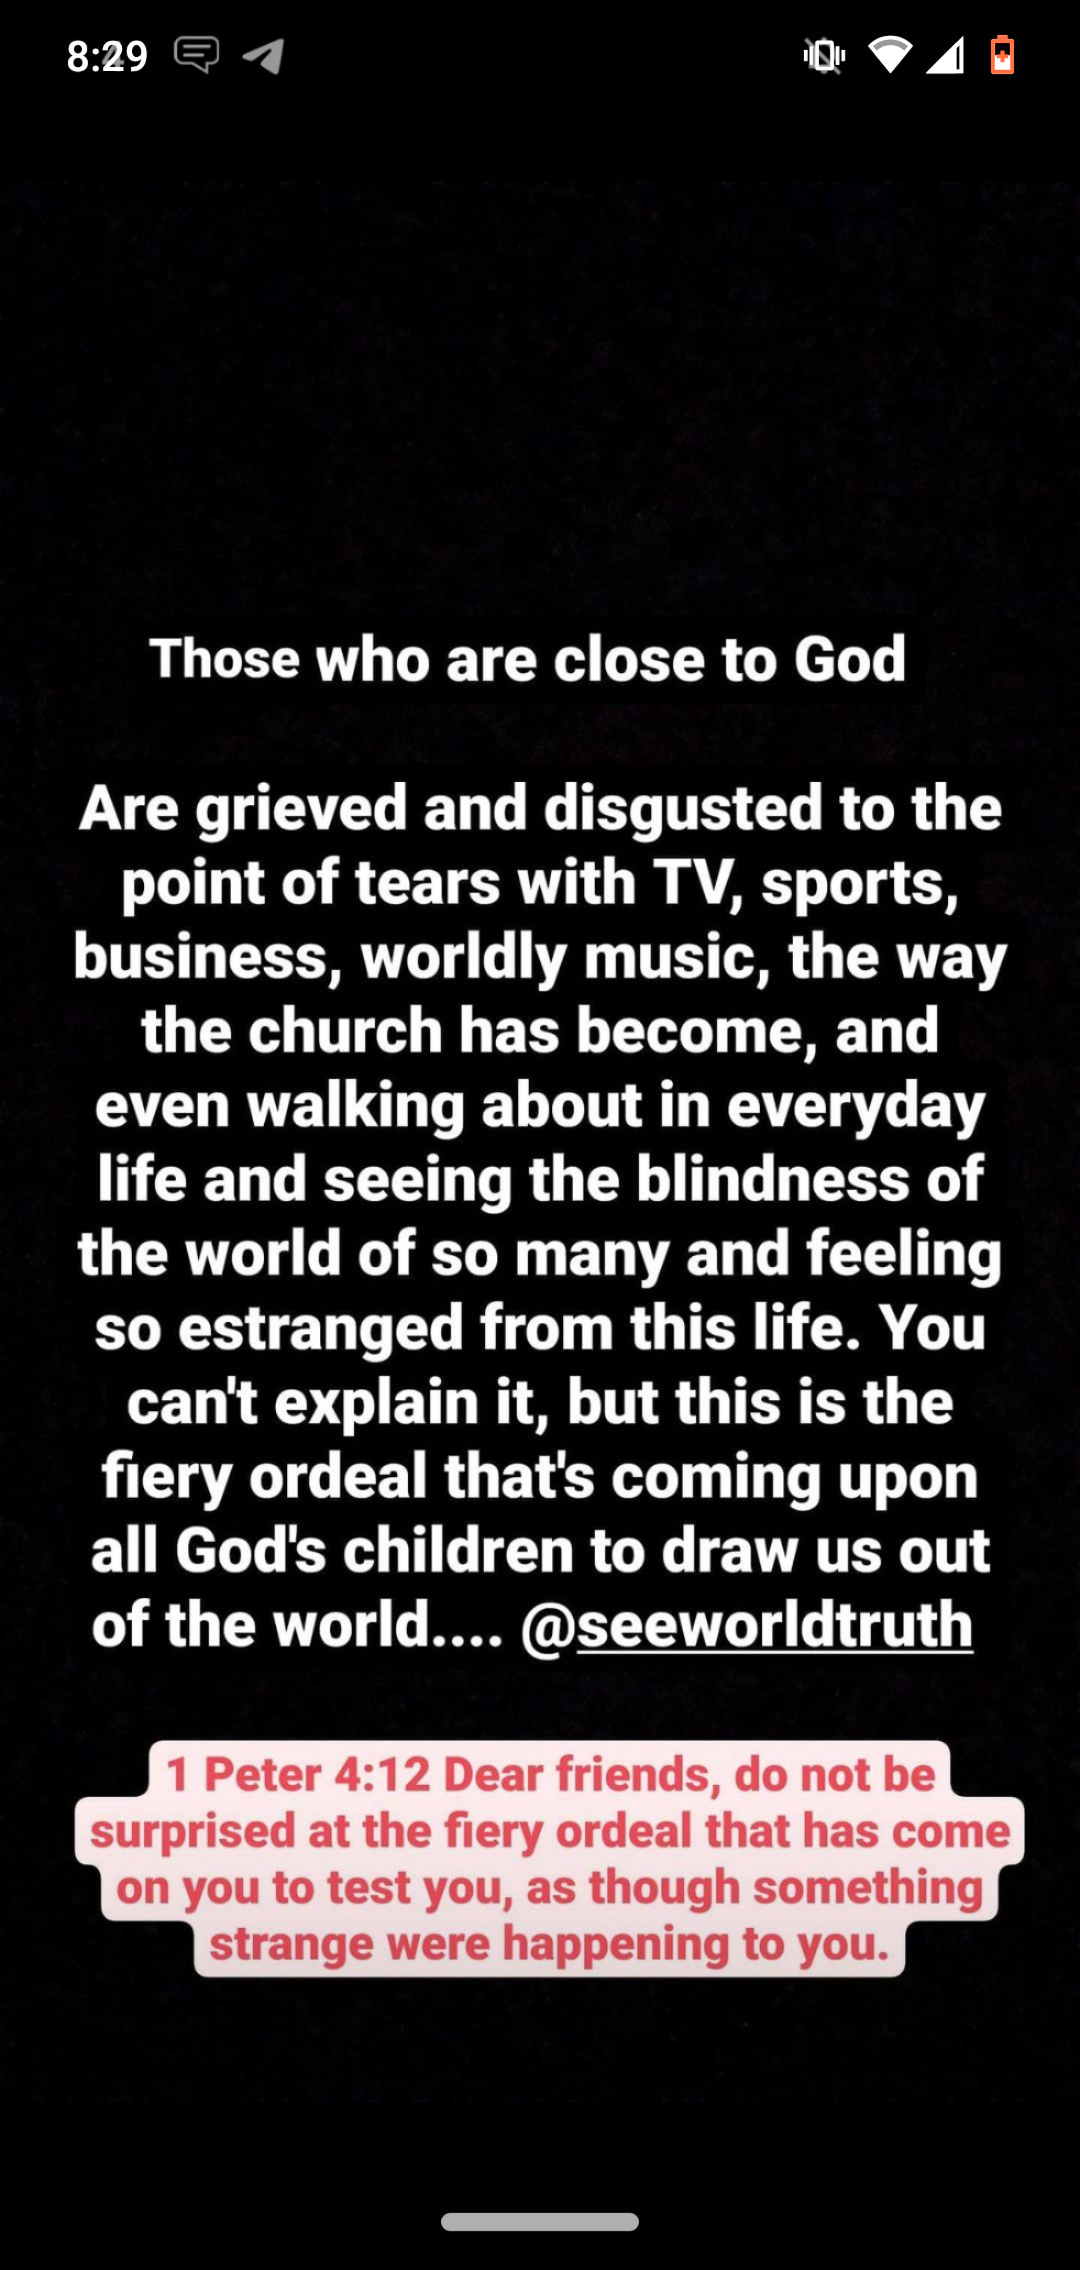 8:29
Those who are close to God
Are grieved and disgusted to the
point of tears with TV, sports,
business, worldly music, the way
the church has become, and
even walking about in everyday
life and seeing the blindness of
the world of so many and feeling
so estranged from this life. You
can't explain it, but this is the
fiery ordeal that's coming upon
all God's children to draw us out
of the world.... @seeworldtruth
1 Peter 4:12 Dear friends, do not be
surprised at the fiery ordeal that has come
on you to test you, as though something
strange were happening to you.